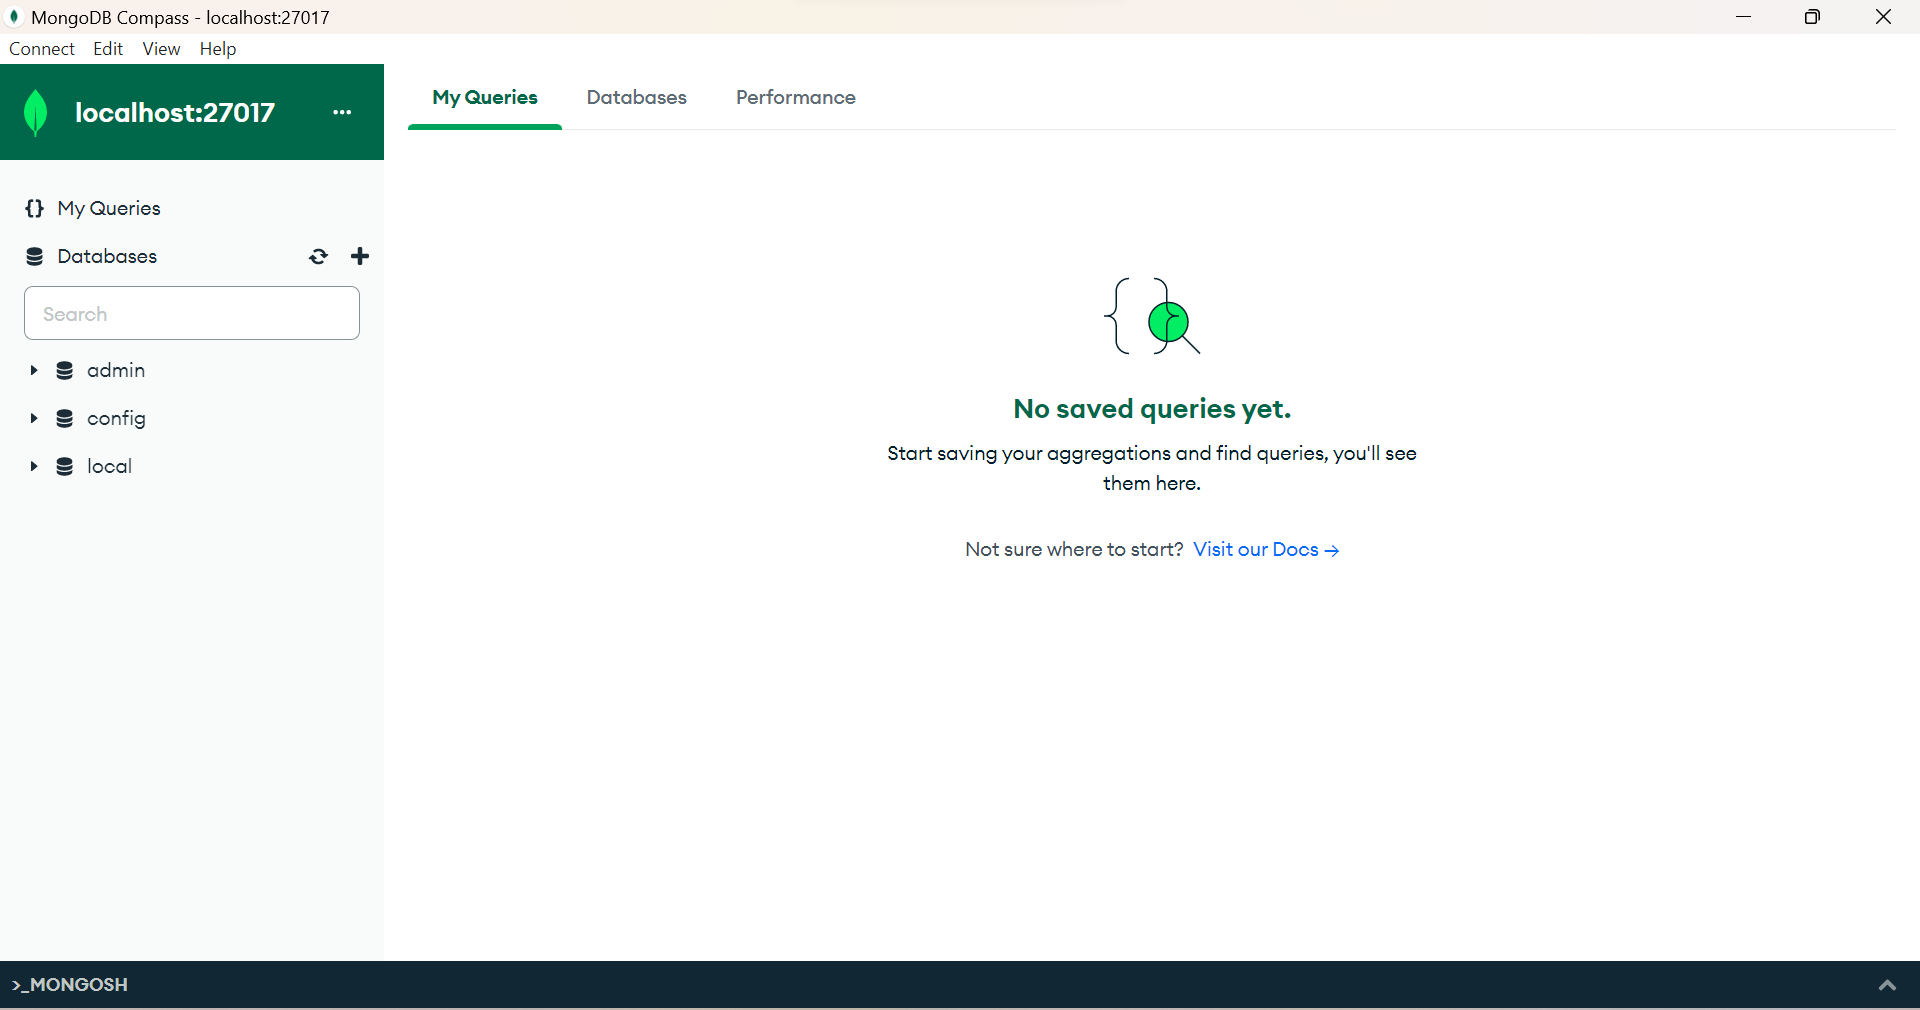 MongoDB Compass - localhost:27017
Connect Edit View Help
localhost:27017
My Queries Databases Performance
{} My Queries
Databases
Search
admin
config
local
No saved queries yet.
Start saving your aggregations and find queries, you'll see
them here.
Not sure where to start? Visit our Docs →
>_MONGOSH